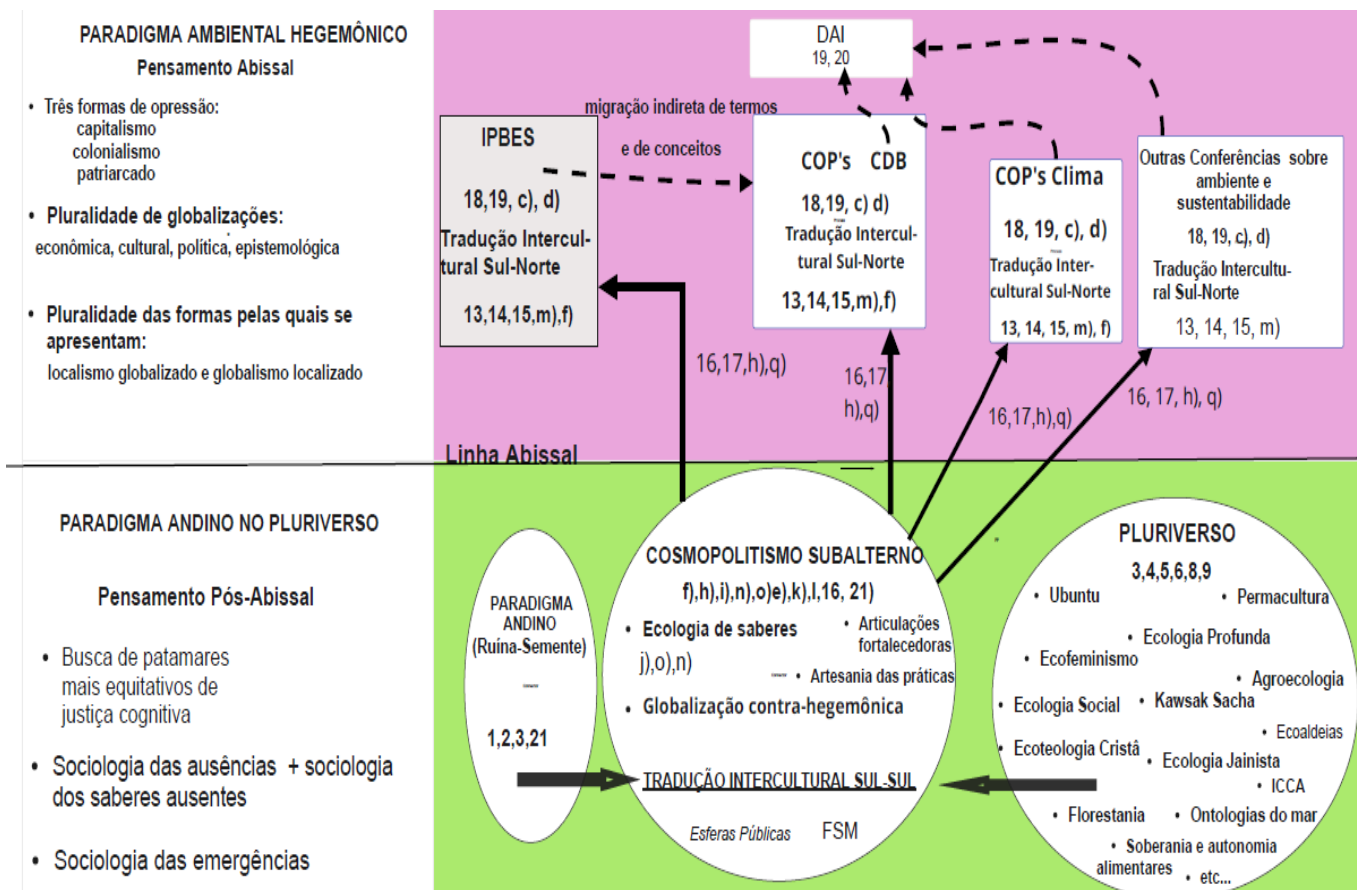 PARADIGMA AMBIENTAL HEGEMÔNICO
Pensamento Abissal
• Três formas de opressão:
capitalismo
colonialismo
patriarcado
• Pluralidade de globalizações:
econômica, cultural, política, epistemológica
• Pluralidade das formas pelas quais se
apresentam:
localismo globalizado e globalismo localizado
DAI
19, 20
migração indireta de termos
e de conceitos
IPBES
18,19, c), d)
Tradução Intercul-
tural Sul-Norte
13,14,15,m),f)
COP's CDB
18,19, c) d)
Tradução Intercul-
tural Sul-Norte
13,14,15,m),f)
COP's Clima
18, 19, c), d)
Tradução Inter-
cultural Sul-Norte
13, 14, 15, m), f)
Outras Conferências sobre
ambiente e
sustentabilidade
18, 19, c), d)
Tradução Intercultu-
ral Sul-Norte
13, 14, 15, m)
16,17,h),q)
16,17,
h),q)
16,17,h),q)
16, 17, h), q)
Linha Abissal
PARADIGMA ANDINO NO PLURIVERSO
Pensamento Pós-Abissal
• Busca de patamares
mais equitativos de
justiça cognitiva
• Sociologia das ausências + sociologia
dos saberes ausentes
• Sociologia das emergências
PARADIGMA
ANDINO
(Ruína-Semente)
1,2,3,21
COSMOPOLITISMO SUBALTERNO
f),h),i),n),o)e),k),l,16, 21)
• Ecologia de saberes
j),o),n)
• Articulações
fortalecedoras
• Artesania das práticas
• Globalização contra-hegemônica
TRADUÇÃO INTERCULTURAL SUL-SUL
Esferas Públicas FSM
PLURIVERSO
3,4,5,6,8,9
• Ubuntu
• Permacultura
• Ecologia Profunda
• Ecofeminismo
• Agroecologia
• Ecologia Social
• Kawsak Sacha
• Ecoaldeias
• Ecoteologia Cristâ
• Ecologia Jainista
• ICCA
• Florestania
• Ontologias do mar
• Soberania e autonomia
alimentares
• etc...